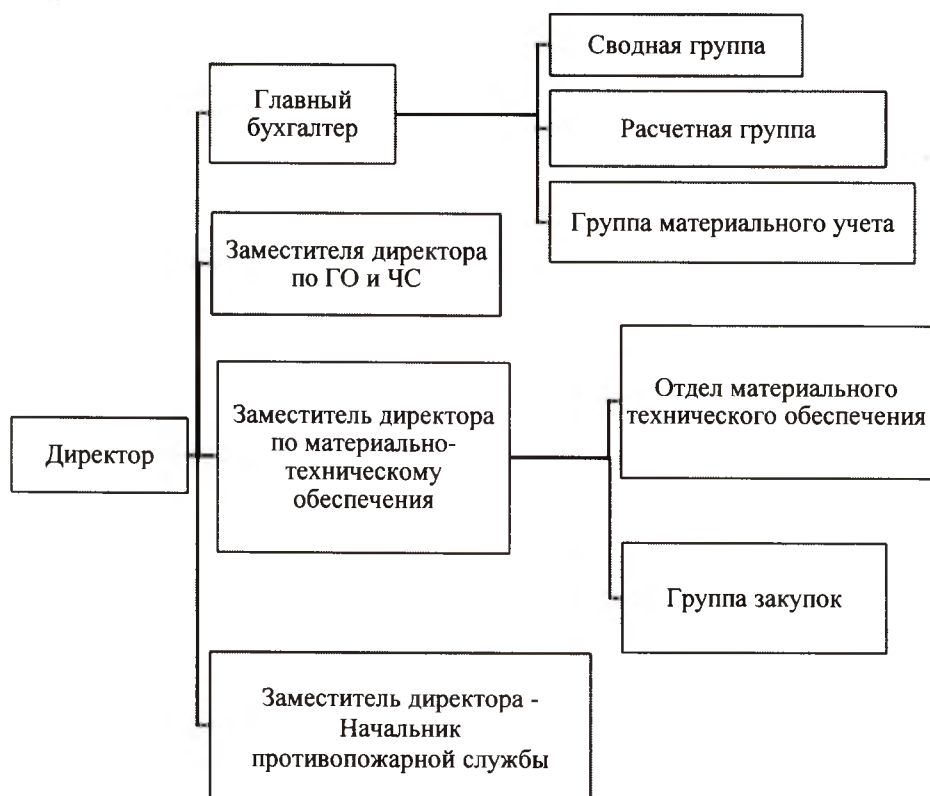 Сводная группа
Главный
бухгалтер
Расчетная группа
Группа материального учета
Заместителя директора
по ГО и ЧС
Отдел материального
технического обеспечения
Заместитель директора
по материально-
техническому
обеспечения
Директор
Группа закупок
Заместитель директора -
Начальник
противопожарной службы